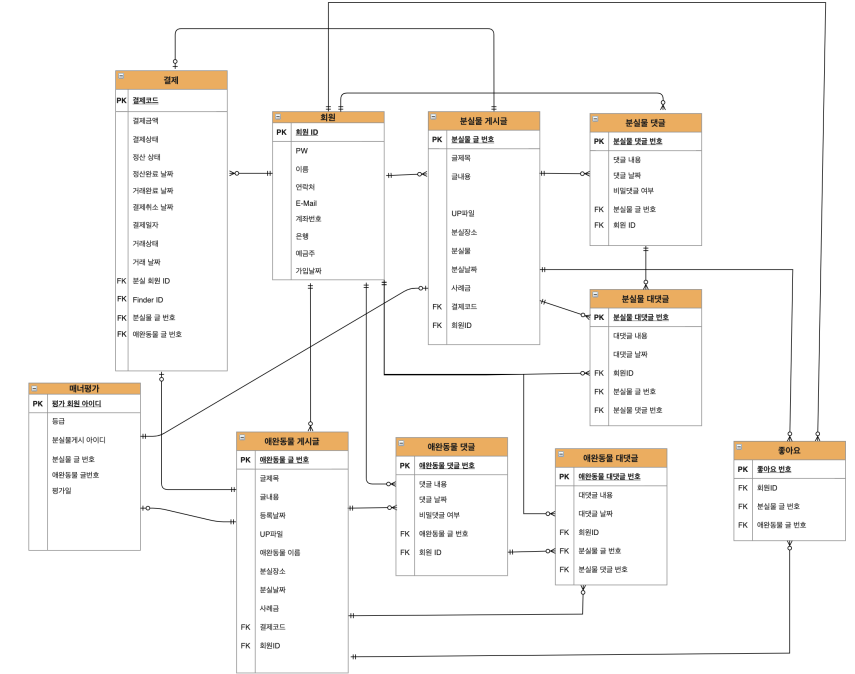 결제
PK 결제코드
결제금액
결제상태
정산 상태
정산완료 날짜
거래완료 날짜
결제취소 날짜
결제일자
거래상태
거래 날짜
FK 분실 회원 ID
FK Finder ID
FK 분실물 글 번호
FK 애완동물 글 번호
회원
PK 회원 ID
PW
이름
연락처
E-Mail
계좌번호
은행
예금주
가입날짜
분실물 게시글
PK 분실물 글 번호
글제목
글내용
UP파일
분실장소
분실물
분실날짜
사례금
FK 결제코드
FK 회원ID
분실물 댓글
PK 분실물 댓글 번호
댓글 내용
댓글 날짜
비밀댓글 여부
FK 분실물 글 번호
FK 회원 ID
분실물 대댓글
PK 분실물 대댓글 번호
대댓글 내용
대댓글 날짜
FK 회원ID
FK 분실물 글 번호
FK 분실물 댓글 번호
매너평가
PK 평가 회원 아이디
등급
분실물게시 아이디
분실물 글 번호
애완동물 글번호
평가일
애완동물 게시글
PK 애완동물 글 번호
글제목
글내용
등록날짜
UP파일
애완동물 이름
분실장소
분실날짜
사례금
FK 결제코드
FK 회원ID
애완동물 댓글
PK 애완동물 댓글 번호
댓글 내용
댓글 날짜
비밀댓글 여부
FK 애완동물 글 번호
FK 회원 ID
애완동물 대댓글
PK 애완동물 대댓글 번호
대댓글 내용
대댓글 날짜
FK 회원ID
FK 분실물 글 번호
FK 분실물 댓글 번호
좋아요
PK 좋아요 번호
FK 회원ID
FK 분실물 글 번호
FK 애완동물 글 번호